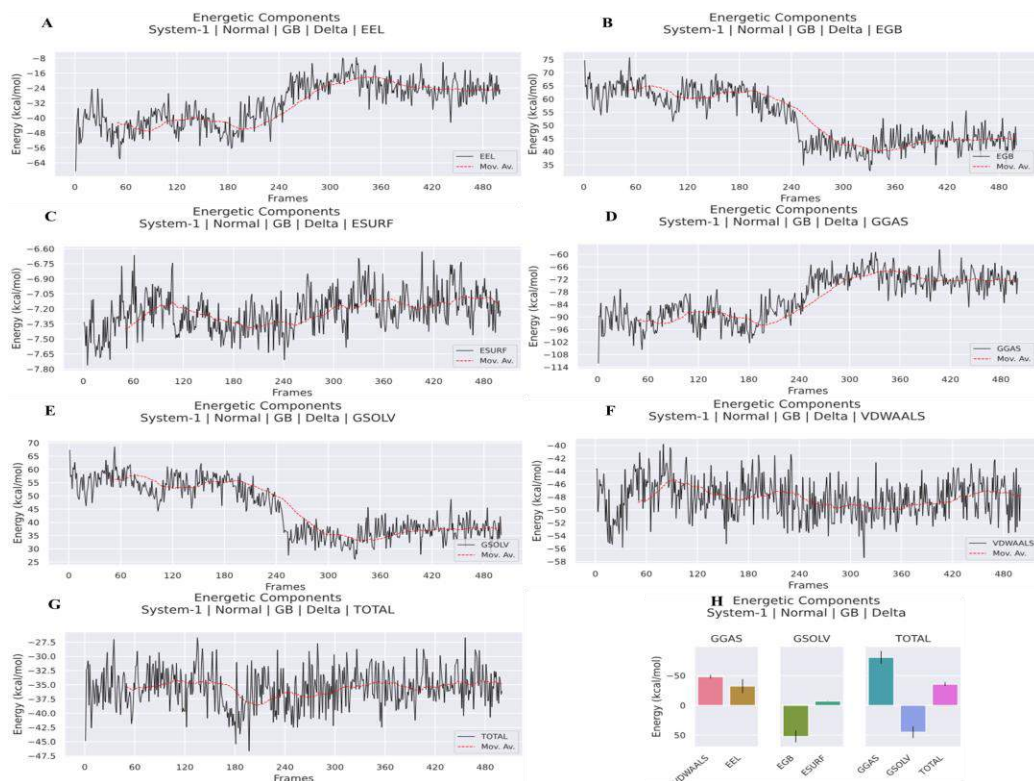 A
Energetic Components
System-1 | Normal | GB | Delta | EEL
Energy (kcal/mol)
−8
−16
−24
−32
−40
−48
−56
−64
EEL
Mov. Av.
0 60 120 180 240 300 360 420 480
Frames
B
Energetic Components
System-1 | Normal | GB | Delta | EGB
Energy (kcal/mol)
75
70
65
60
55
50
45
40
35
EGB
Mov. Av.
0 60 120 180 240 300 360 420 480
Frames
C
Energetic Components
System-1 | Normal | GB | Delta | ESURF
Energy (kcal/mol)
−6.60
−6.75
−6.90
−7.05
−7.20
−7.35
−7.50
−7.65
−7.80
ESURF
Mov. Av.
0 60 120 180 240 300 360 420 480
Frames
D
Energetic Components
System-1 | Normal | GB | Delta | GGAS
Energy (kcal/mol)
−60
−66
−72
−78
−84
−90
−96
−102
−108
−114
GGAS
Mov. Av.
0 60 120 180 240 300 360 420 480
Frames
E
Energetic Components
System-1 | Normal | GB | Delta | GSOLV
Energy (kcal/mol)
70
65
60
55
50
45
40
35
30
25
GSOLV
Mov. Av.
0 60 120 180 240 300 360 420 480
Frames
F
Energetic Components
System-1 | Normal | GB | Delta | VDWAALS
Energy (kcal/mol)
−40
−42
−44
−46
−48
−50
−52
−54
−56
−58
VDWAALS
Mov. Av.
0 60 120 180 240 300 360 420 480
Frames
G
Energetic Components
System-1 | Normal | GB | Delta | TOTAL
Energy (kcal/mol)
−27.5
−30.0
−32.5
−35.0
−37.5
−40.0
−42.5
−45.0
−47.5
TOTAL
Mov. Av.
0 60 120 180 240 300 360 420 480
Frames
H
Energetic Components
System-1 | Normal | GB | Delta
GGAS GSOLV TOTAL
Energy (kcal/mol)
−50
0
50
VDWAALS EEL EGB ESURF GGAS GSOLV TOTAL